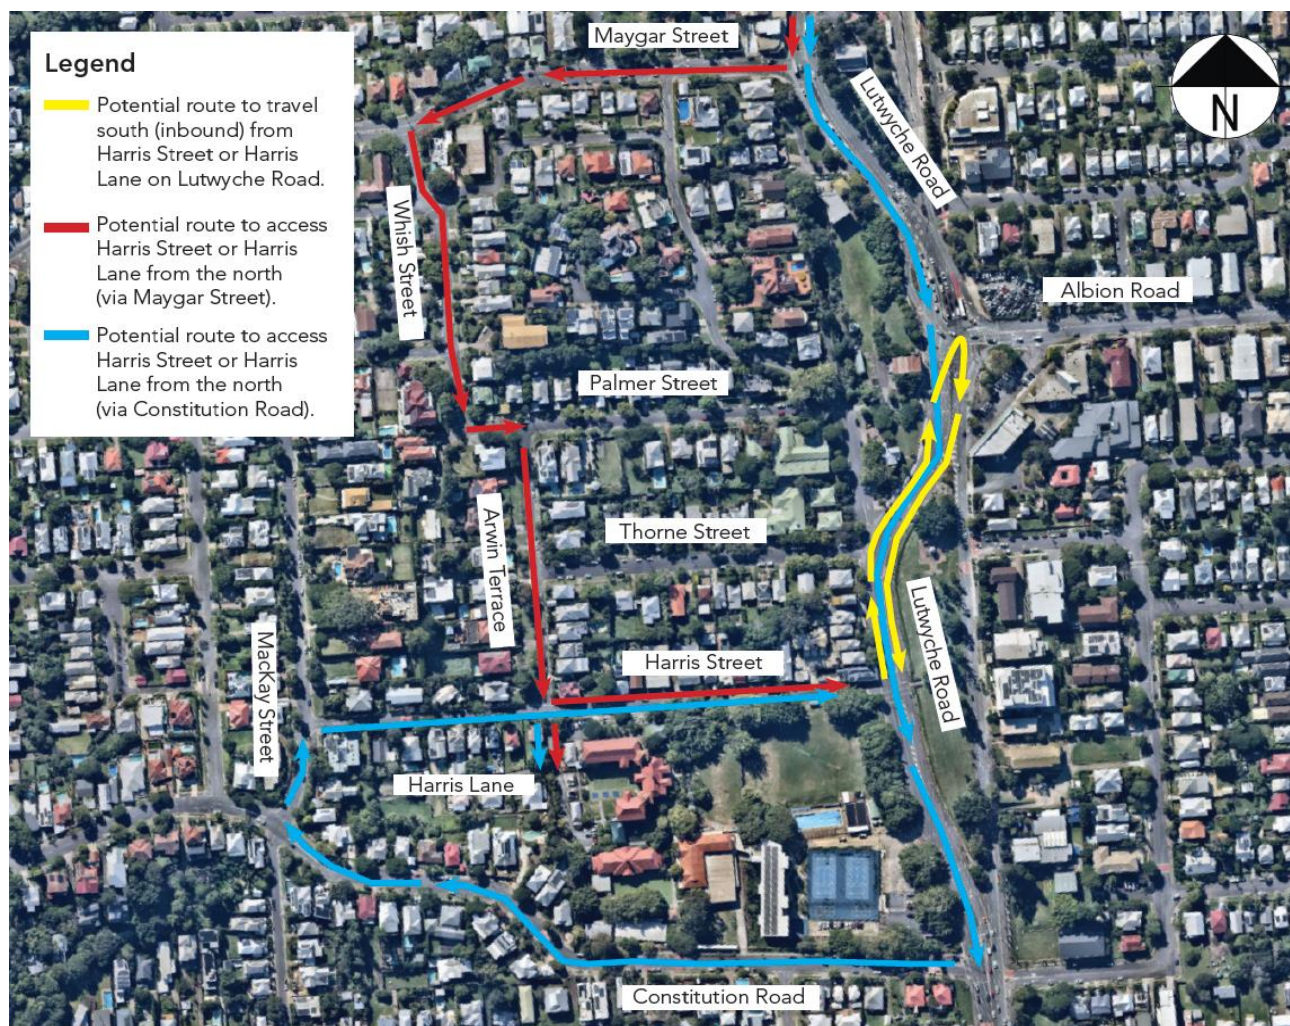 Legend
Potential route to travel
south (inbound) from
Harris Street or Harris
Lane on Lutwyche Road.
Potential route to access
Harris Street or Harris
Lane from the north
(via Maygar Street).
Potential route to access
Harris Street or Harris
Lane from the north
(via Constitution Road).
Maygar Street
Lutwyche Road
N
Whish Street
Albion Road
Palmer Street
Arwin Terrace
Thorne Street
Lutwyche Road
MacKay Street
Harris Street
Harris Lane
Constitution Road